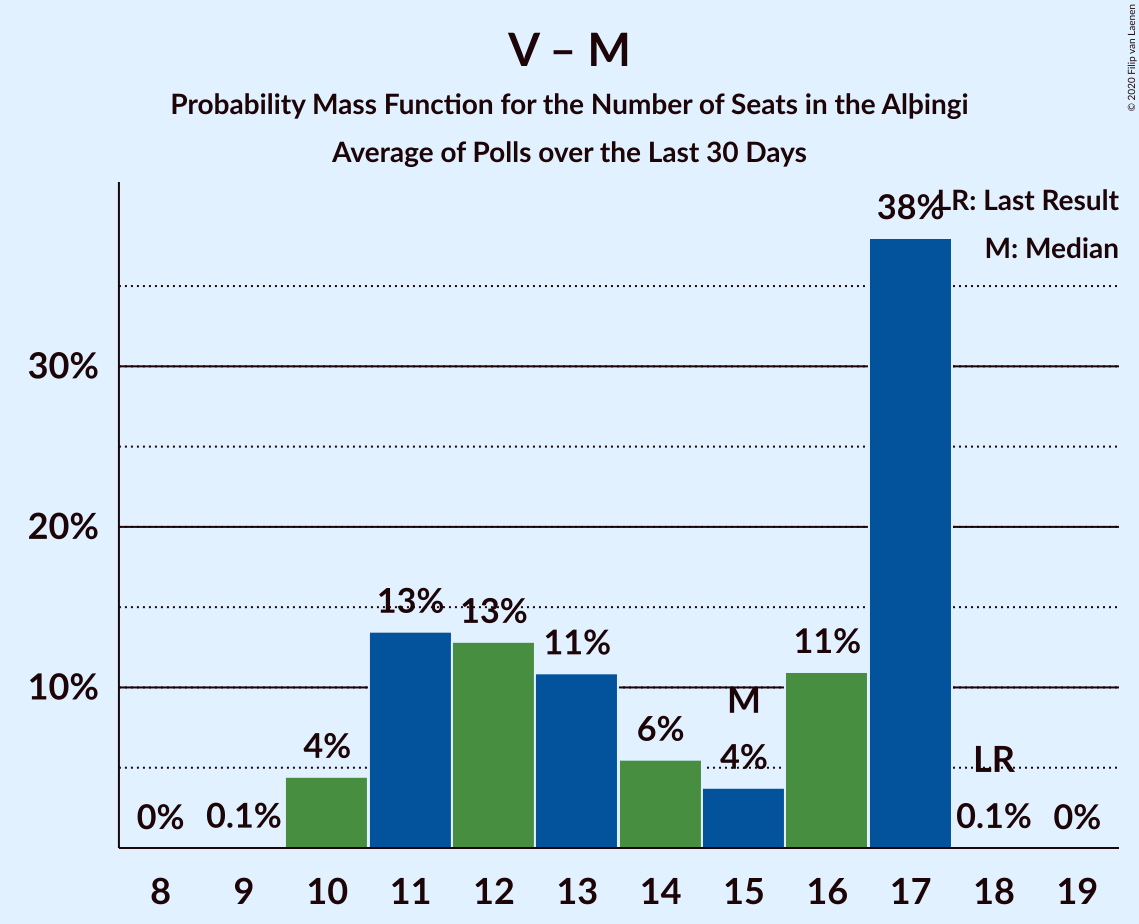 V – M
Probability Mass Function for the Number of Seats in the Alþingi
Average of Polls over the Last 30 Days
© 2020 Filip van Laenen
LR: Last Result
M: Median
38%
30%
20%
10%
0%
0.1%
4%
13%
13%
11%
6%
M
4%
11%
LR
0.1%
0%
8 9 10 11 12 13 14 15 16 17 18 19